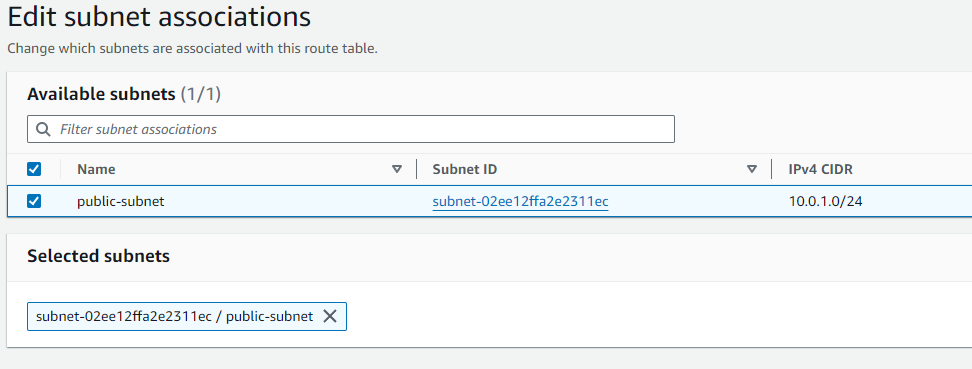 Edit subnet associations
Change which subnets are associated with this route table.
Available subnets (1/1)
Filter subnet associations
Name Subnet ID IPv4 CIDR
public-subnet subnet-02ee12ffa2e2311ec 10.0.1.0/24
Selected subnets
subnet-02ee12ffa2e2311ec / public-subnet